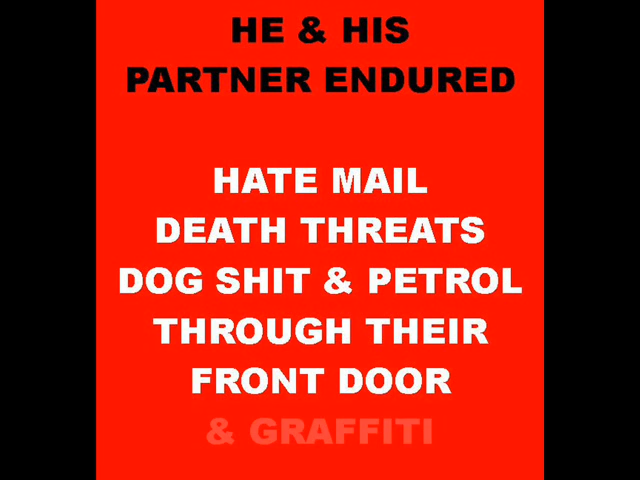 HE & HIS
PARTNER ENDURED
HATE MAIL
DEATH THREATS
DOG SHIT & PETROL
THROUGH THEIR
FRONT DOOR
& GRAFFITI